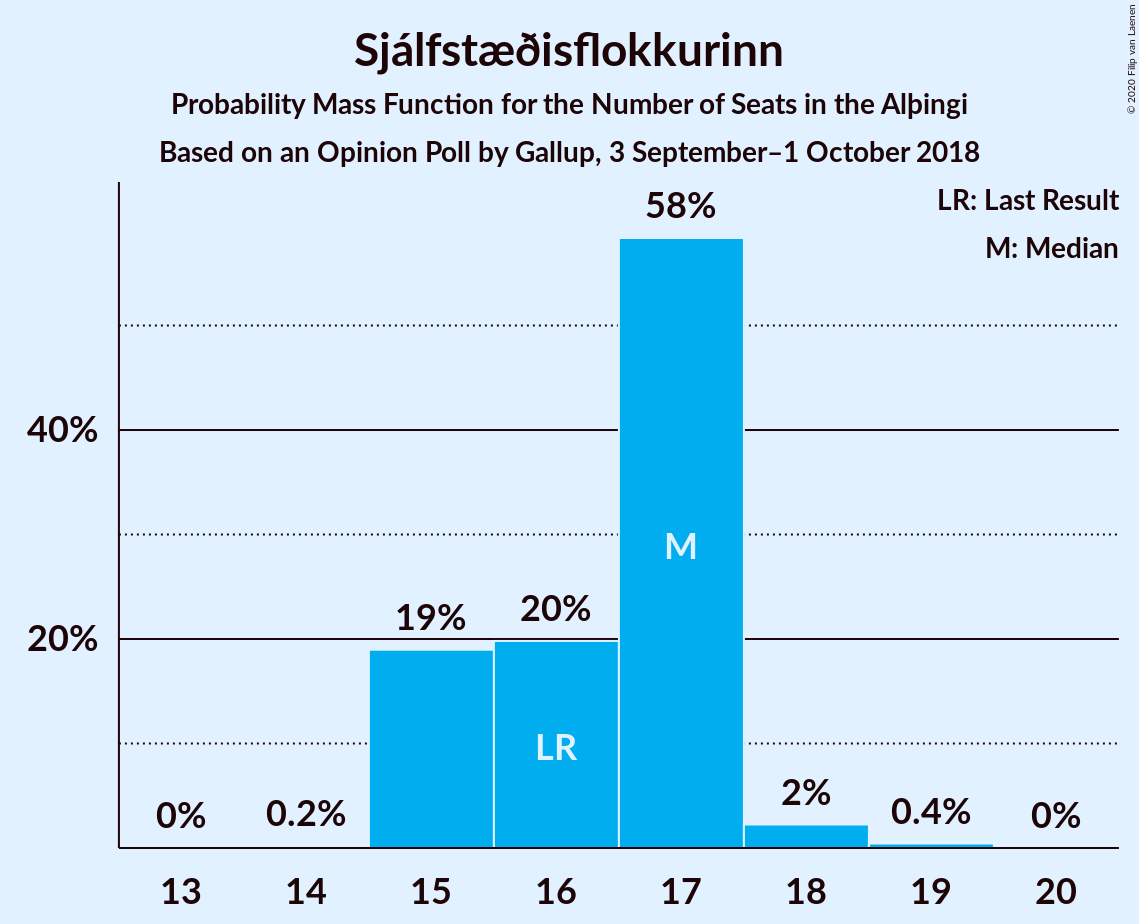 Sjálfstæðisflokkurinn
Probability Mass Function for the Number of Seats in the Alþingi
Based on an Opinion Poll by Gallup, 3 September–1 October 2018
© 2020 Filip van Laenen
LR: Last Result
M: Median
58%
40%
M
20%
19%
20%
LR
0%
0.2%
2%
0.4%
0%
13 14 15 16 17 18 19 20